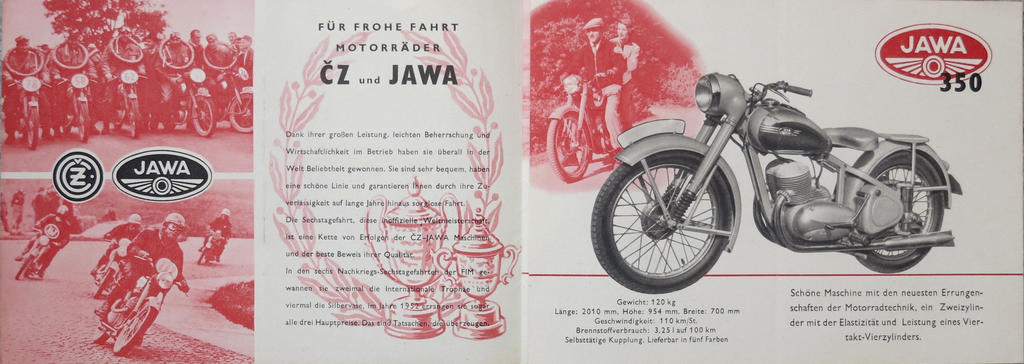 ČZ
JAWA
FÜR FROHE FAHRT
MOTORRÄDER
ČZ und JAWA
Dank ihrer großen Leistung, leichten Beherrschung und
Wirtschaftlichkeit im Betrieb haben sie überall in der
Welt Beliebtheit gewonnen. Sie sind sehr bequem, haben
eine schöne Linie und garantieren Ihnen durch ihre Zu-
verlässigkeit auf lange Jahre hinaus sorglose Fahrt.
Die Sechstagefahrt, diese inoffizielle Weltmeisterschaft,
ist eine Kette von Erfolgen der ČZ-JAWA Maschinen
und der beste Beweis ihrer Qualität.
In den sechs Nachkriegs-Sechstagefahrten der FIM ge-
wannen sie zweimal die Internationale Trophäe und
viermal die Silbervase, im Jahre 1952 errangen sie sogar
alle drei Hauptpreise. Das sind Tatsachen, die überzeugen.
JAWA
350
Gewicht: 120 kg
Länge: 2010 mm, Höhe: 954 mm, Breite: 700 mm
Geschwindigkeit: 110 km/St.
Brennstoffverbrauch: 3,25 l auf 100 km
Selbsttätige Kupplung. Lieferbar in fünf Farben
Schöne Maschine mit den neuesten Errungen-
schaften der Motorradtechnik, ein Zweizylin-
der mit der Elastizität und Leistung eines Vier-
takt-Vierzylinders.